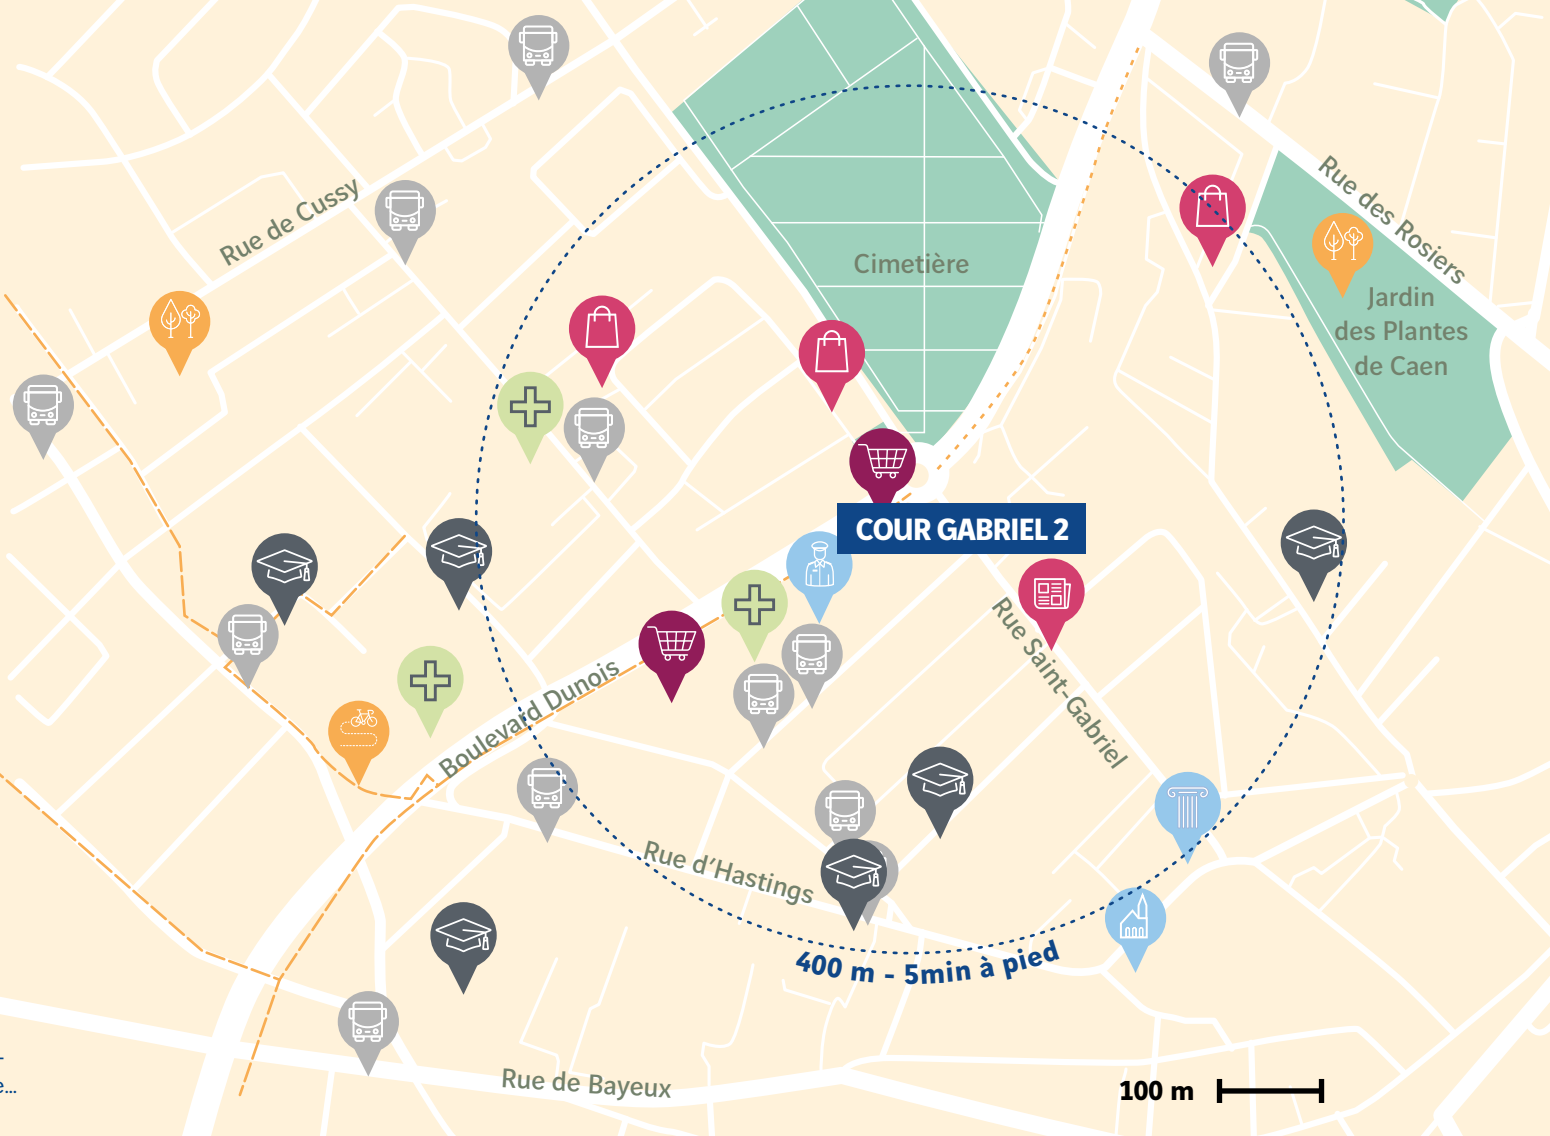 Rue de Cussy
Rue des Rosiers
Cimetière
Jardin
des Plantes
de Caen
COUR GABRIEL 2
Rue Saint-Gabriel
Boulevard Dunois
Rue d’Hastings
400 m - 5min à pied
e...
Rue de Bayeux
100 m